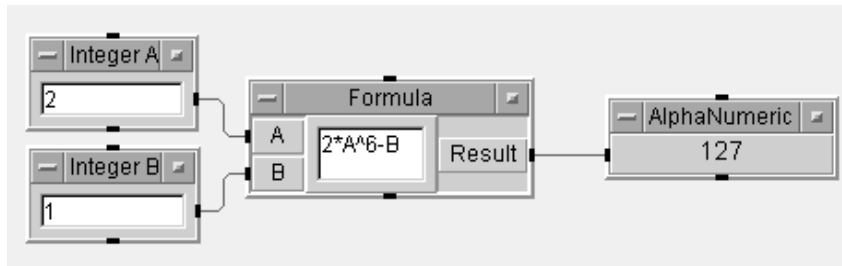 Integer A
2
Integer B
1
Formula
A
B
2*A^6-B
Result
AlphaNumeric
127